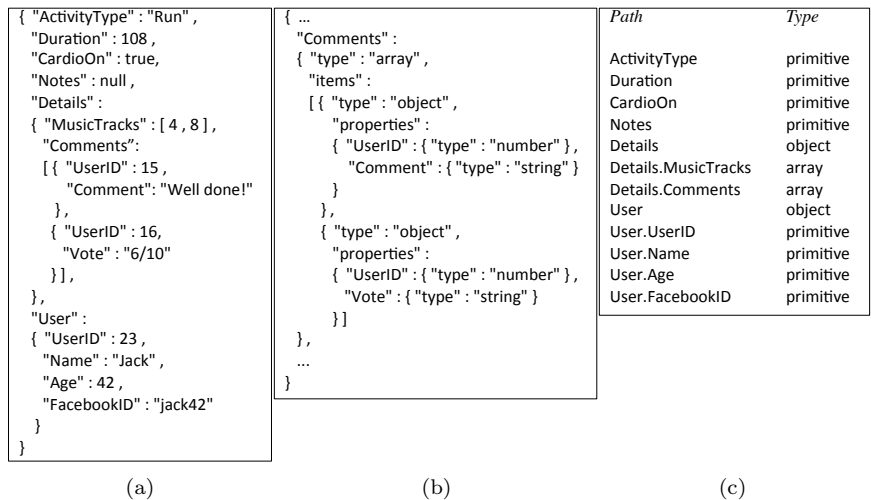 { "ActivityType" : "Run" ,
"Duration" : 108 ,
"CardioOn" : true,
"Notes" : null ,
"Details" :
{ "MusicTracks" : [ 4 , 8 ] ,
"Comments”:
[ { "UserID" : 15 ,
"Comment": "Well done!"
} ,
{ "UserID" : 16,
"Vote" : "6/10"
} ] ,
} ,
"User" :
{ "UserID" : 23 ,
"Name" : "Jack" ,
"Age" : 42 ,
"FacebookID" : "jack42"
}
}
(a)
{ ...
"Comments" :
{ "type" : "array" ,
"items" :
[ { "type" : "object" ,
"properties" :
{ "UserID" : { "type" : "number" } ,
"Comment" : { "type" : "string" }
}
} ,
{ "type" : "object" ,
"properties" :
{ "UserID" : { "type" : "number" } ,
"Vote" : { "type" : "string" }
} ]
} ,
...
}
(b)
Path Type
ActivityType primitive
Duration primitive
CardioOn primitive
Notes primitive
Details object
Details.MusicTracks array
Details.Comments array
User object
User.UserID primitive
User.Name primitive
User.Age primitive
User.FacebookID primitive
(c)